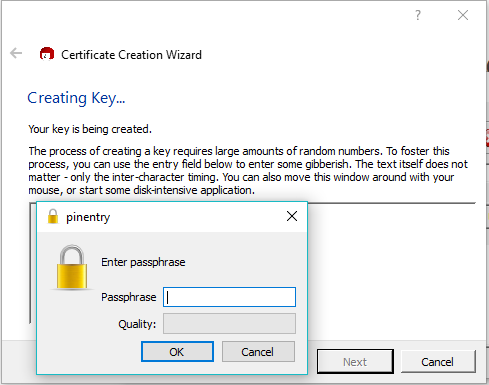 ?
Certificate Creation Wizard
Creating Key...
Your key is being created.
The process of creating a key requires large amounts of random numbers. To foster this
process, you can use the entry field below to enter some gibberish. The text itself does not
matter - only the inter-character timing. You can also move this window around with your
mouse, or start some disk-intensive application.
pinentry
Enter passphrase
Passphrase
Quality:
OK Cancel
Next Cancel